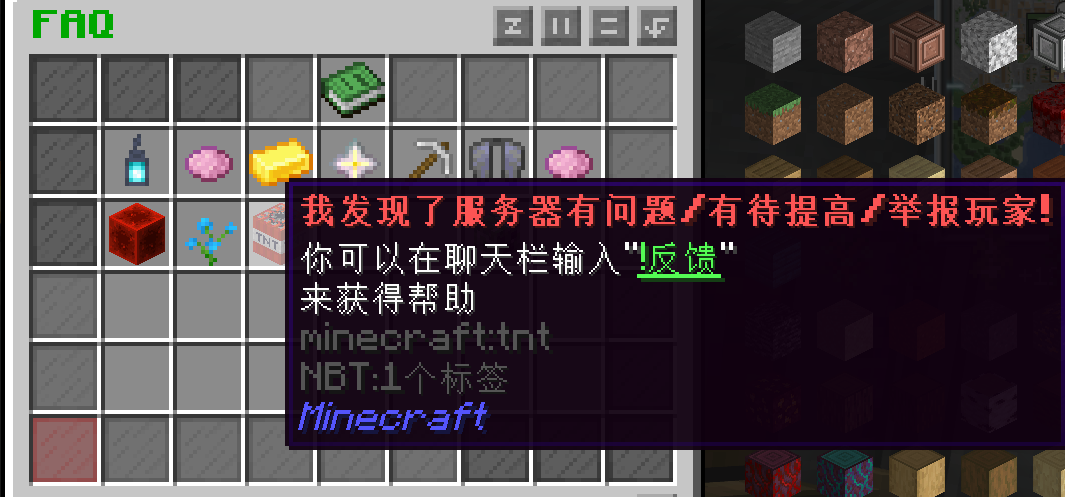 FAQ
我发现了服务器有问题/有待提高/举报玩家!
你可以在聊天栏输入"!反馈"
来获得帮助
minecraft:tnt
NBT:1个标签
Minecraft
TNT